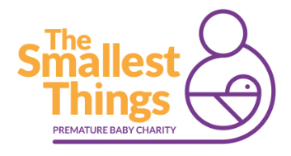 The
Smallest
Things
PREMATURE BABY CHARITY